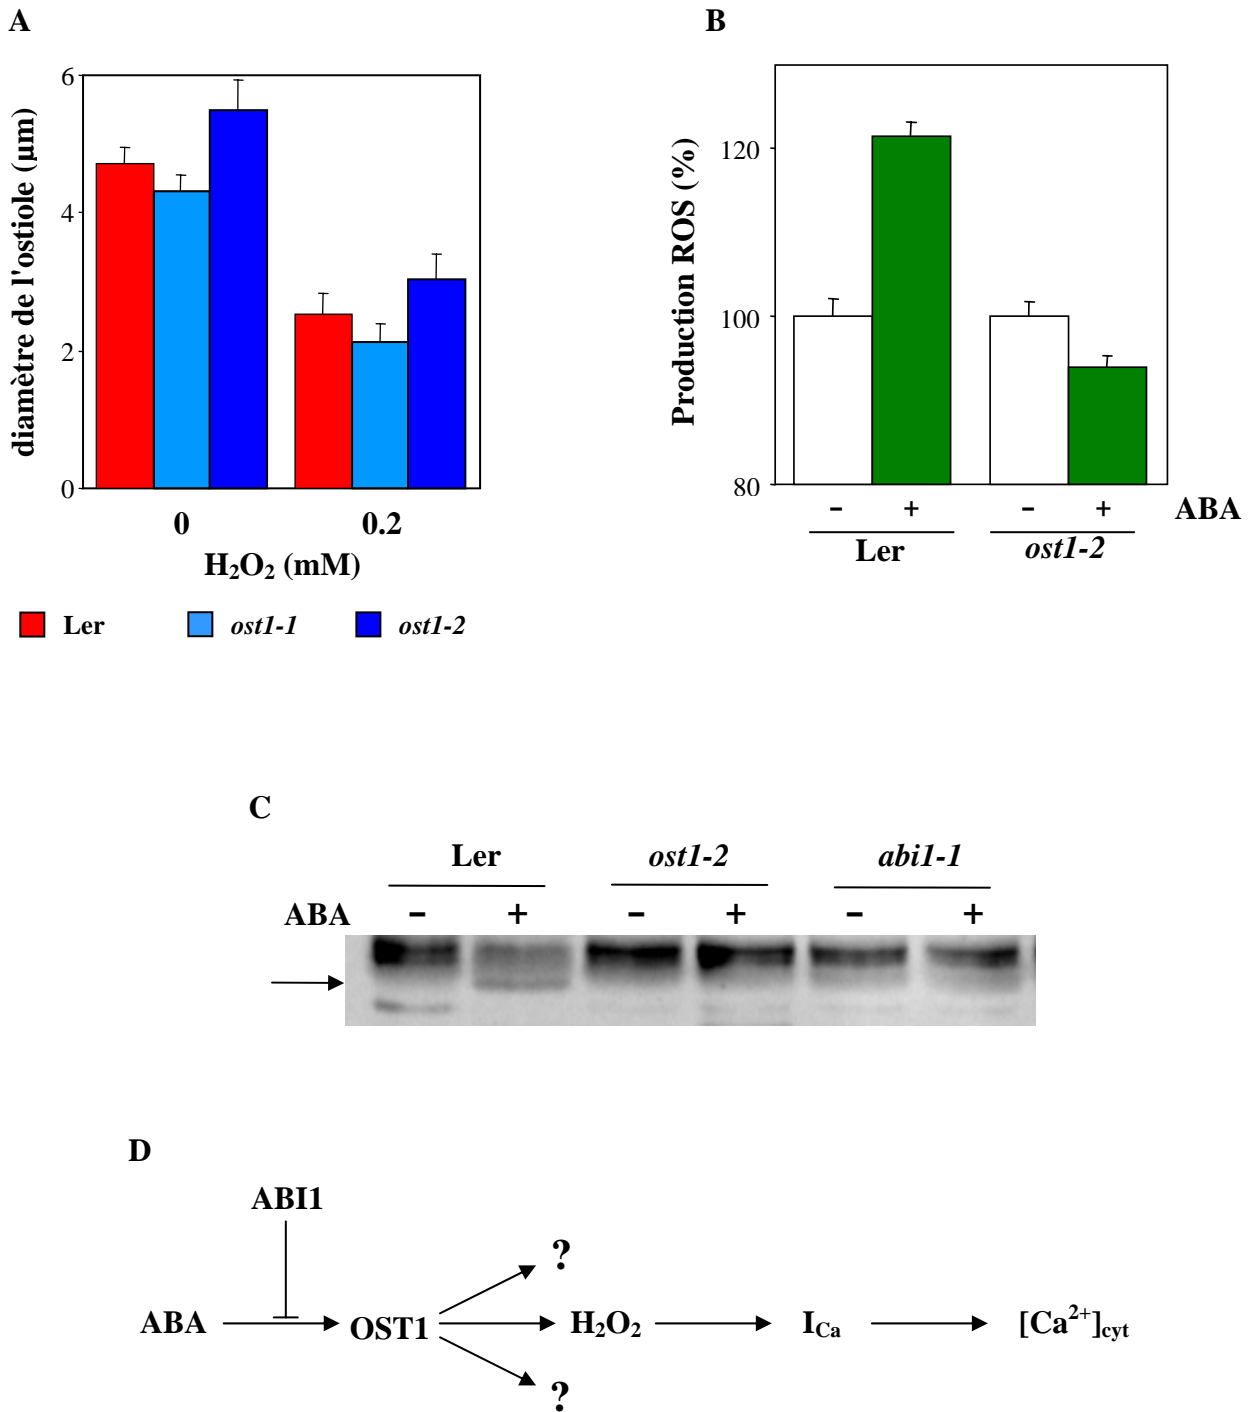 A
diamètre de l'ostiole (µm)
6
4
2
0
0 0.2
H₂O₂ (mM)
Ler ost1-1 ost1-2
B
Production ROS (%)
120
100
80
- + - + ABA
Ler ost1-2
C
Ler ost1-2 abi1-1
ABA - + - + - +
D
ABI1
?
ABA OST1 H₂O₂ I_Ca [Ca²⁺]cyt
?